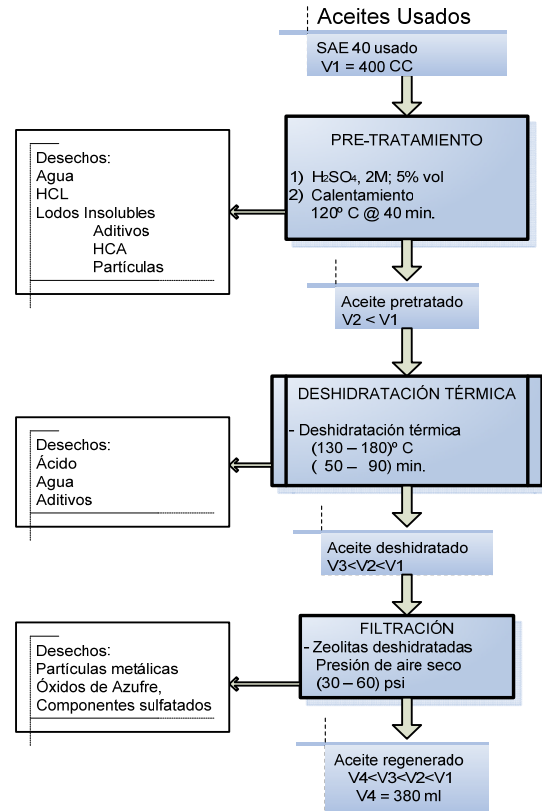 Aceites Usados
SAE 40 usado
V1 = 400 CC
PRE-TRATAMIENTO
1) H₂SO₄, 2M; 5% vol
2) Calentamiento
120º C @ 40 min.
Desechos:
Agua
HCL
Lodos Insolubles
Aditivos
HCA
Partículas
Aceite pretratado
V2 < V1
DESHIDRATACIÓN TÉRMICA
- Deshidratación térmica
(130 – 180)º C
( 50 – 90) min.
Desechos:
Ácido
Agua
Aditivos
Aceite deshidratado
V3<V2<V1
FILTRACIÓN
- Zeolitas deshidratadas
Presión de aire seco
(30 – 60) psi
Desechos:
Partículas metálicas
Óxidos de Azufre,
Componentes sulfatados
Aceite regenerado
V4<V3<V2<V1
V4 = 380 ml